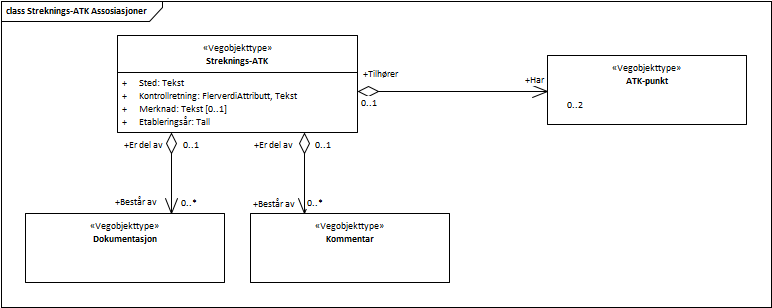 class Streknings-ATK Assosiasjoner
«Vegobjekttype»
Streknings-ATK
+ Sted: Tekst
+ Kontrollretning: FlerverdiAttributt, Tekst
+ Merknad: Tekst [0..1]
+ Etableringsår: Tall
+Tilhører
0..1
+Har
«Vegobjekttype»
ATK-punkt
0..2
+Er del av 0..1
+Er del av 0..1
+Består av 0..*
+Består av 0..*
«Vegobjekttype»
Dokumentasjon
«Vegobjekttype»
Kommentar